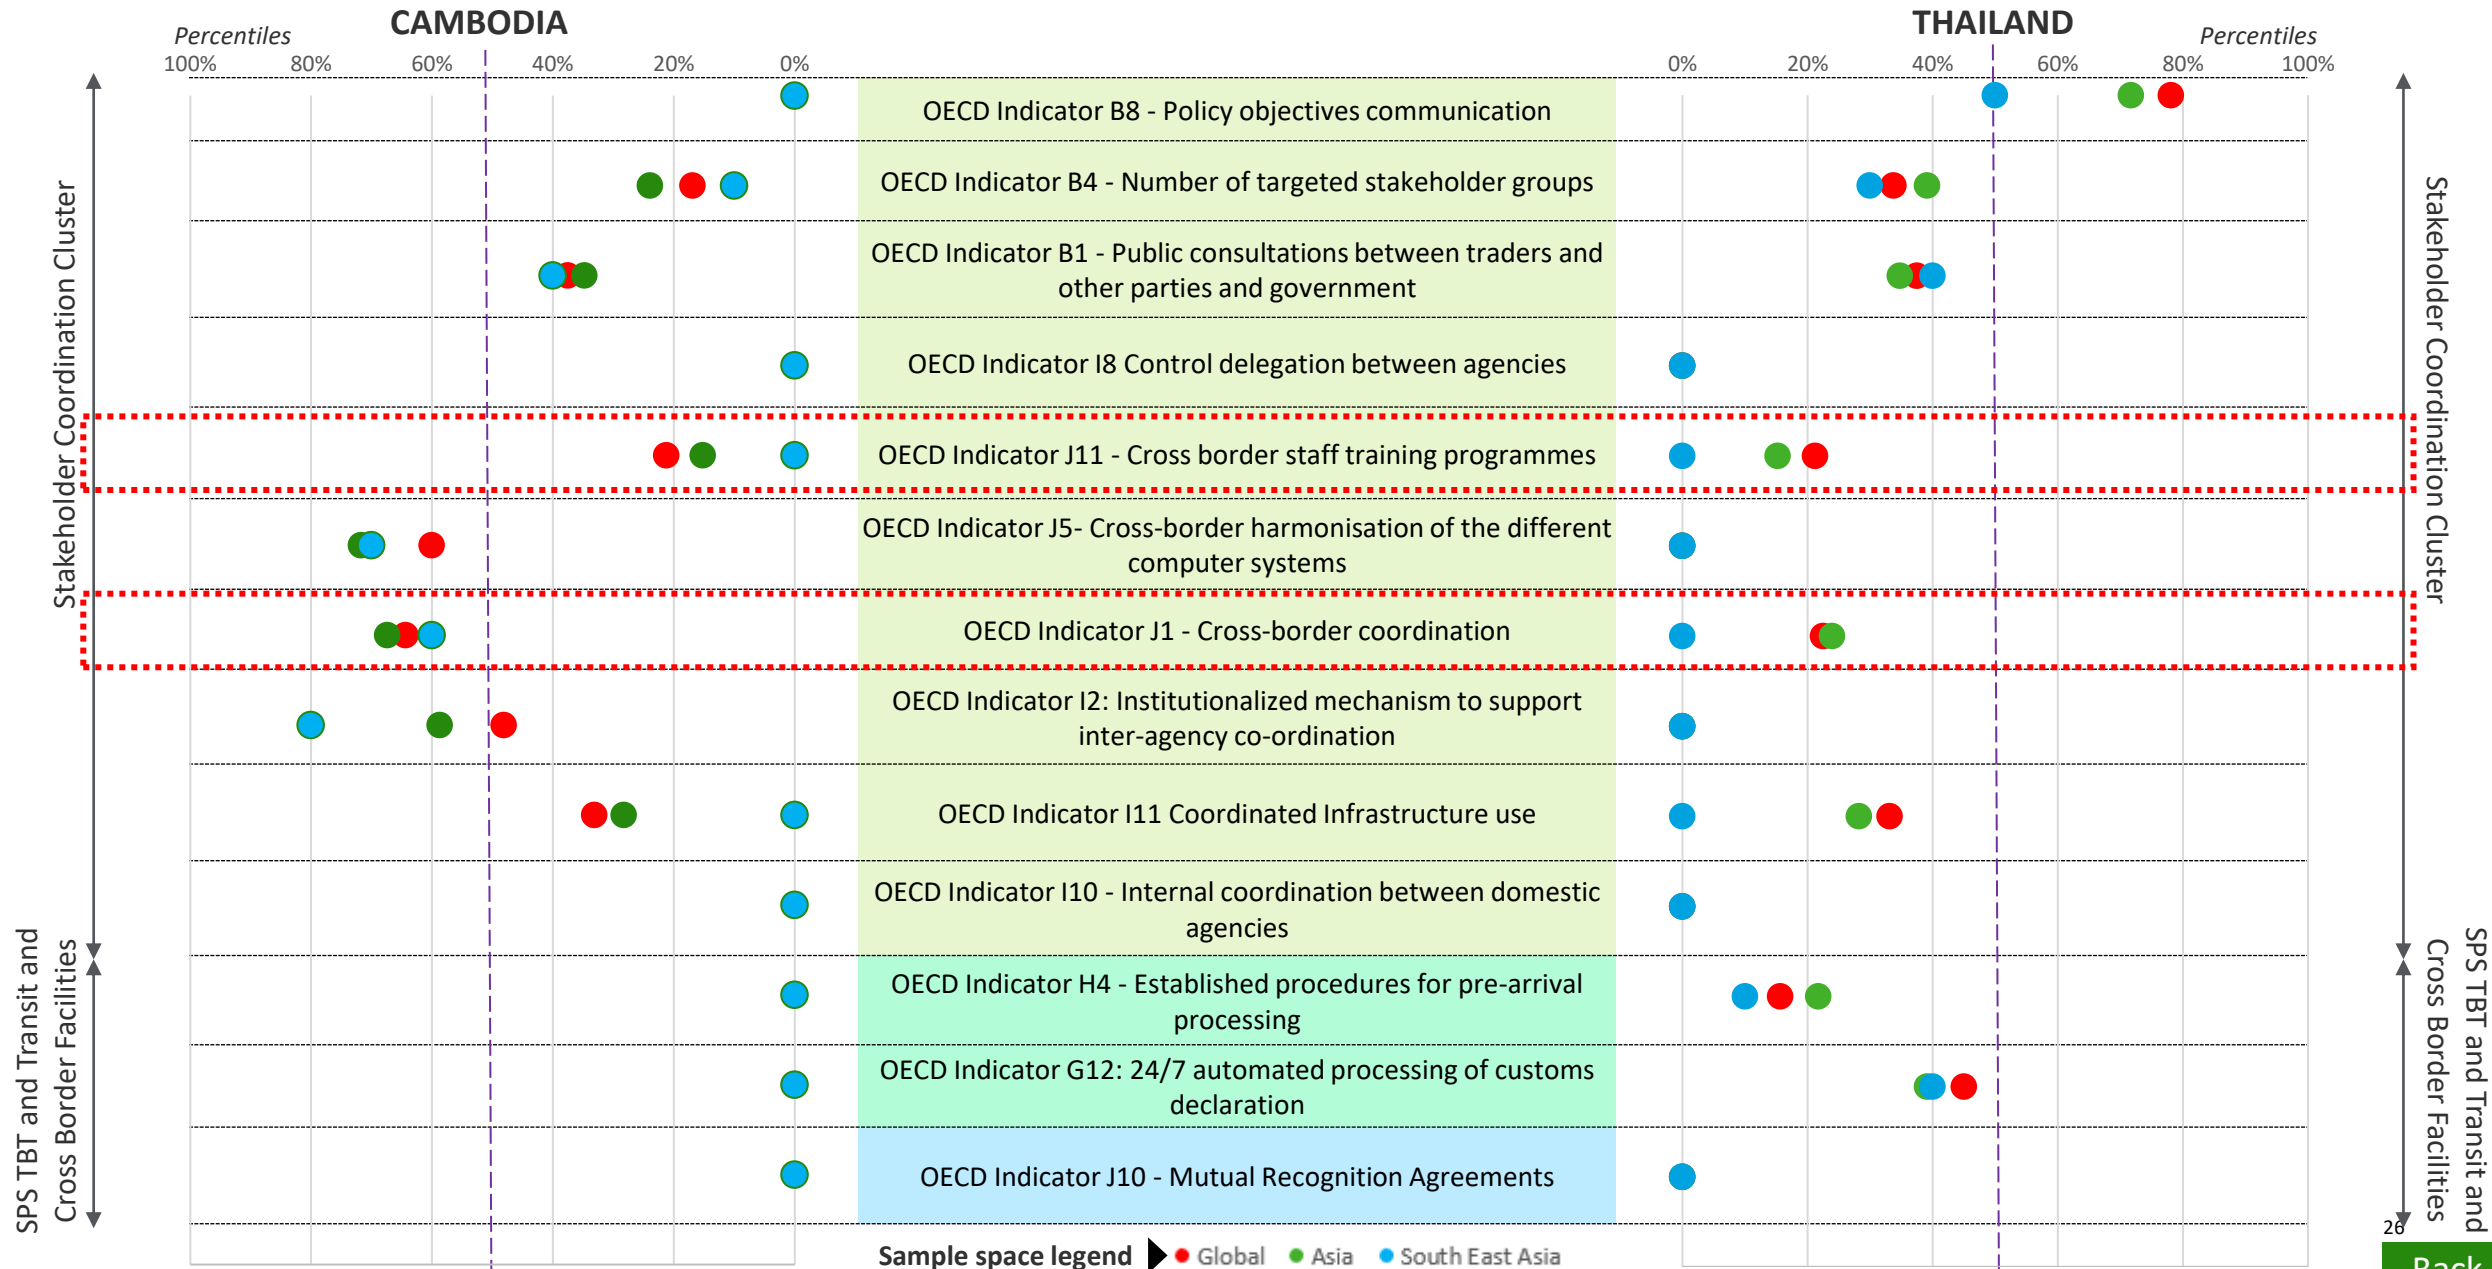 CAMBODIA
THAILAND
Percentiles
Percentiles
100%
80%
60%
40%
20%
0%
0%
20%
40%
60%
80%
100%
Stakeholder Coordination Cluster
SPS TBT and Transit and
Cross Border Facilities
OECD Indicator B8 - Policy objectives communication
OECD Indicator B4 - Number of targeted stakeholder groups
OECD Indicator B1 - Public consultations between traders and
other parties and government
OECD Indicator I8 Control delegation between agencies
OECD Indicator J11 - Cross border staff training programmes
OECD Indicator J5- Cross-border harmonisation of the different
computer systems
OECD Indicator J1 - Cross-border coordination
OECD Indicator I2: Institutionalized mechanism to support
inter-agency co-ordination
OECD Indicator I11 Coordinated Infrastructure use
OECD Indicator I10 - Internal coordination between domestic
agencies
OECD Indicator H4 - Established procedures for pre-arrival
processing
OECD Indicator G12: 24/7 automated processing of customs
declaration
OECD Indicator J10 - Mutual Recognition Agreements
Stakeholder Coordination Cluster
SPS TBT and Transit and
Cross Border Facilities
Sample space legend
Global
Asia
South East Asia
26
Back